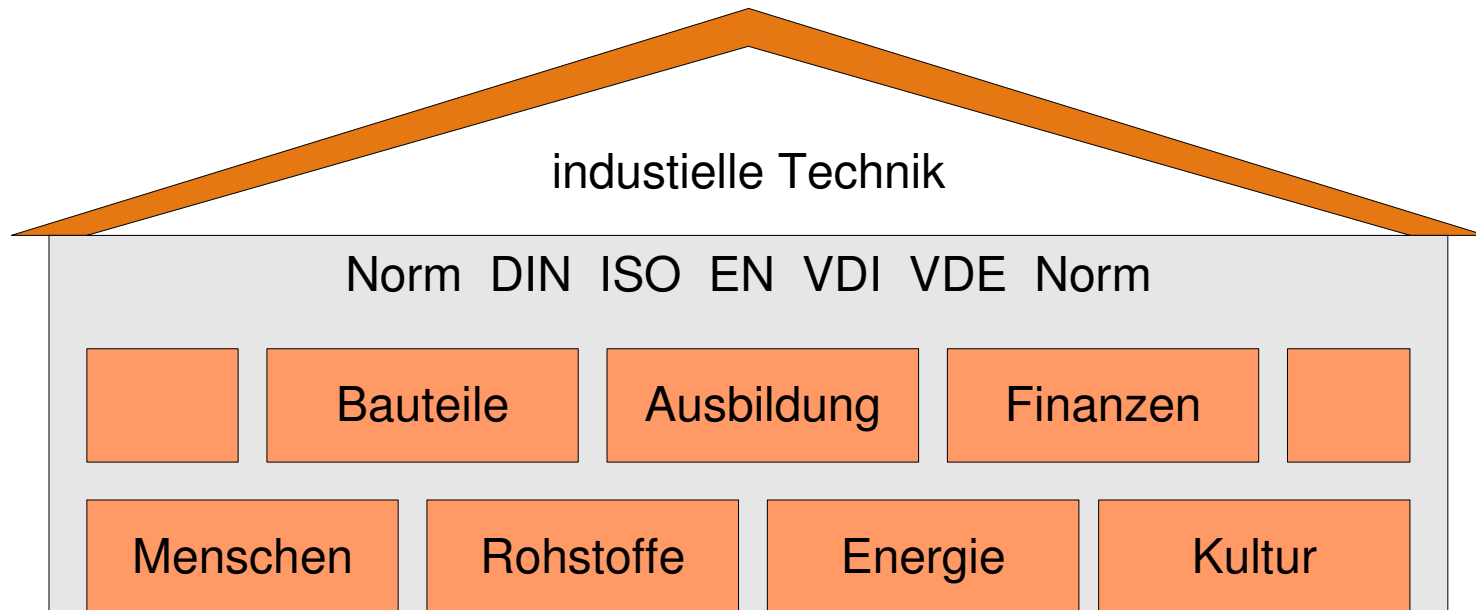 industielle Technik
Norm DIN ISO EN VDI VDE Norm
Bauteile Ausbildung Finanzen
Menschen Rohstoffe Energie Kultur